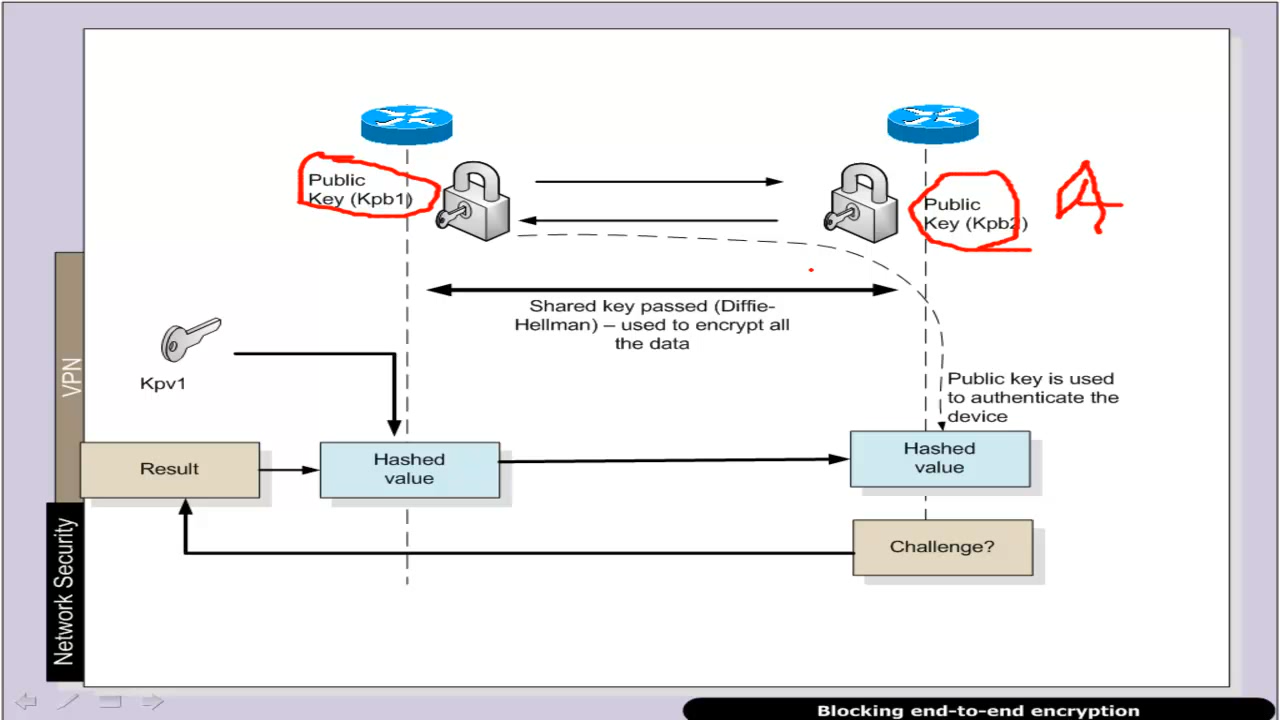 Public
Key (Kpb1)
Public
Key (Kpb2)
A
Shared key passed (Diffie-
Hellman) – used to encrypt all
the data
Kpv1
Public key is used
to authenticate the
device
Result
Hashed
value
Hashed
value
Challenge?
VPN
Network Security
Blocking end-to-end encryption